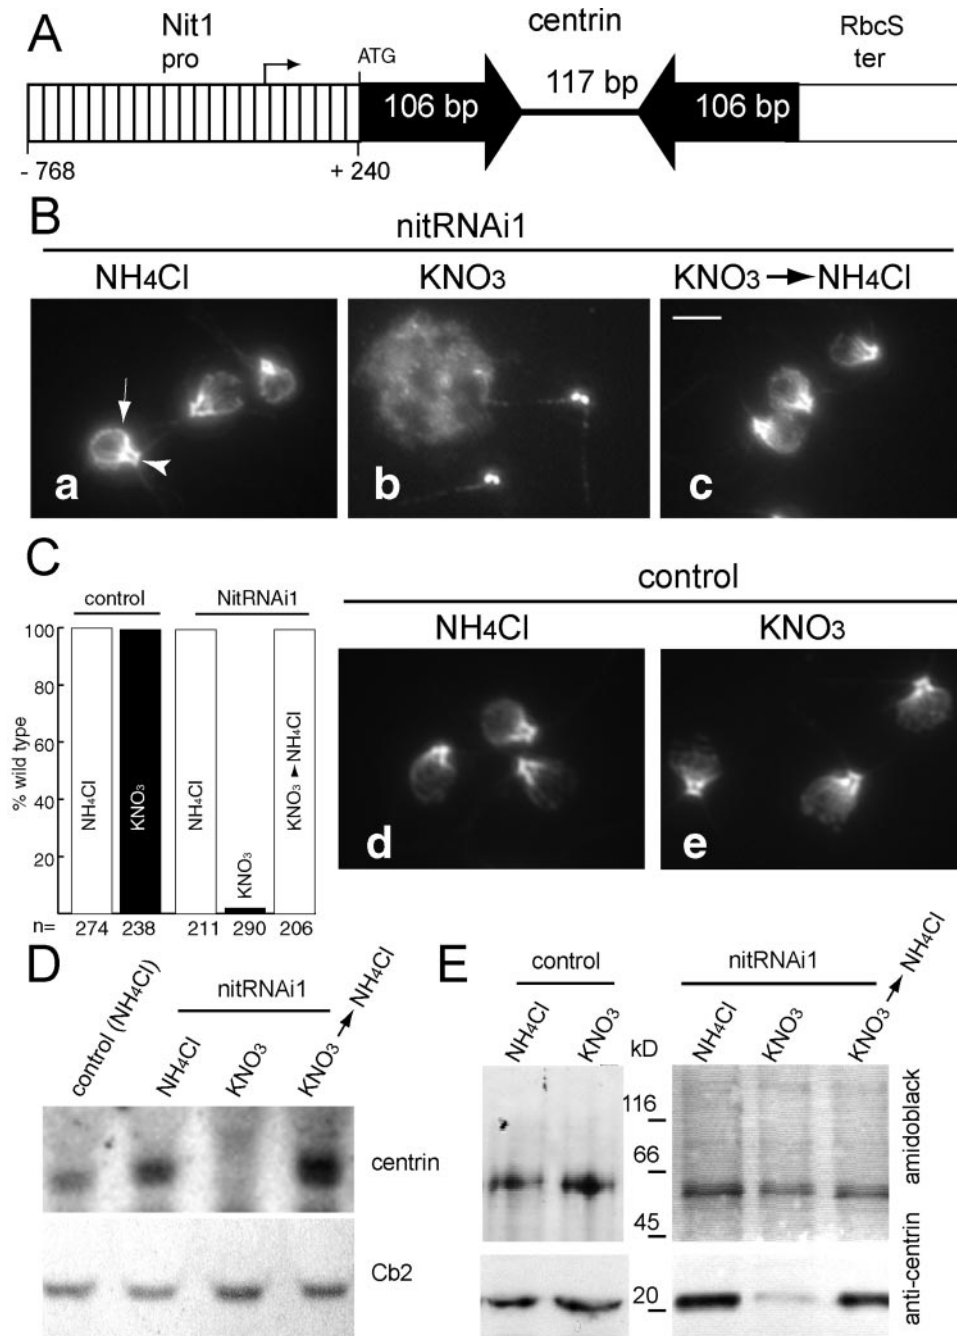 A
Nit1 pro
ATG
centrin
RbcS ter
106 bp
117 bp
106 bp
- 768
+ 240
B
nitRNAi1
NH4Cl
KNO3
KNO3 → NH4Cl
a
b
c
C
control
NitRNAi1
% wild type
100
80
60
40
20
NH4Cl
KNO3
NH4Cl
KNO3
KNO3 → NH4Cl
n=
274
238
211
290
206
control
NH4Cl
KNO3
d
e
D
control (NH4Cl)
nitRNAi1
NH4Cl
KNO3
KNO3 → NH4Cl
centrin
Cb2
E
control
NH4Cl
KNO3
kD
nitRNAi1
NH4Cl
KNO3
KNO3 → NH4Cl
116
66
45
20
amidoblack
anti-centrin